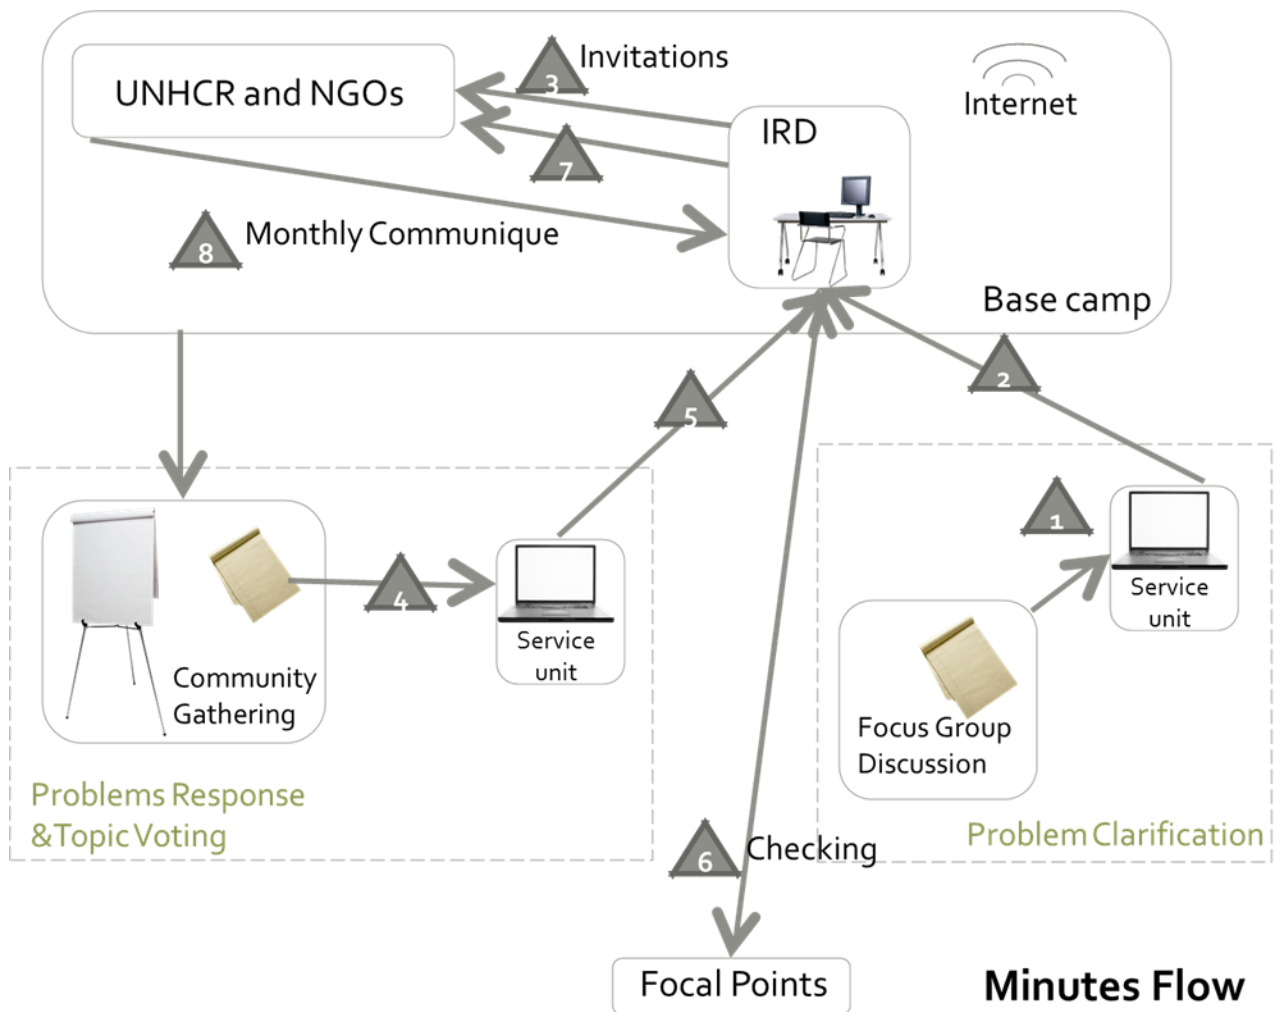 3 Invitations
UNHCR and NGOs
Internet
IRD
7
8 Monthly Communique
Base camp
2
5
1
4
Service
unit
Service
unit
Community
Gathering
Focus Group
Discussion
Problems Response
&Topic Voting
Problem Clarification
6 Checking
Focal Points
Minutes Flow